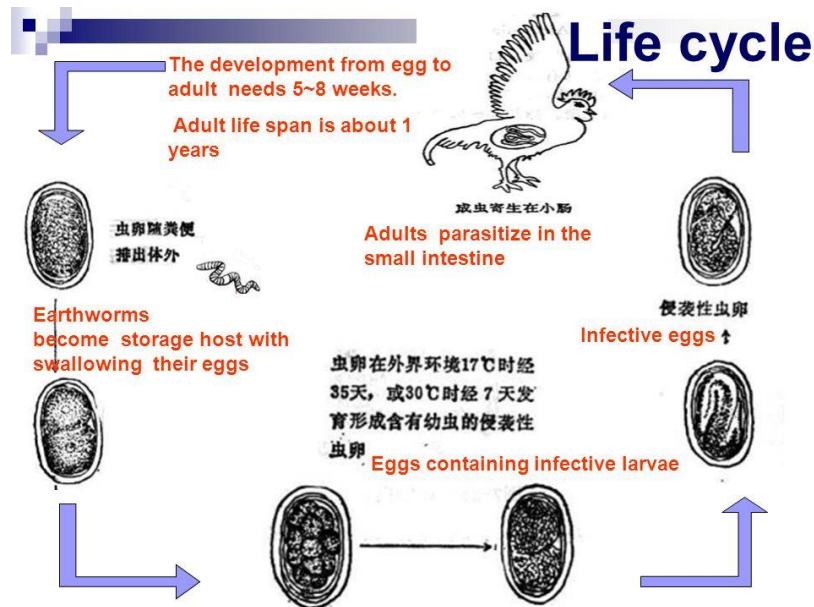 Life cycle
The development from egg to
adult needs 5~8 weeks.
Adult life span is about 1
years
成虫寄生在小肠
Adults parasitize in the
small intestine
虫卵随粪便
排出体外
Earthworms
become storage host with
swallowing their eggs
侵袭性虫卵
Infective eggs
虫卵在外界环境17℃时经
35天，或30℃时经7天发
育形成含有幼虫的侵袭性
虫卵
Eggs containing infective larvae